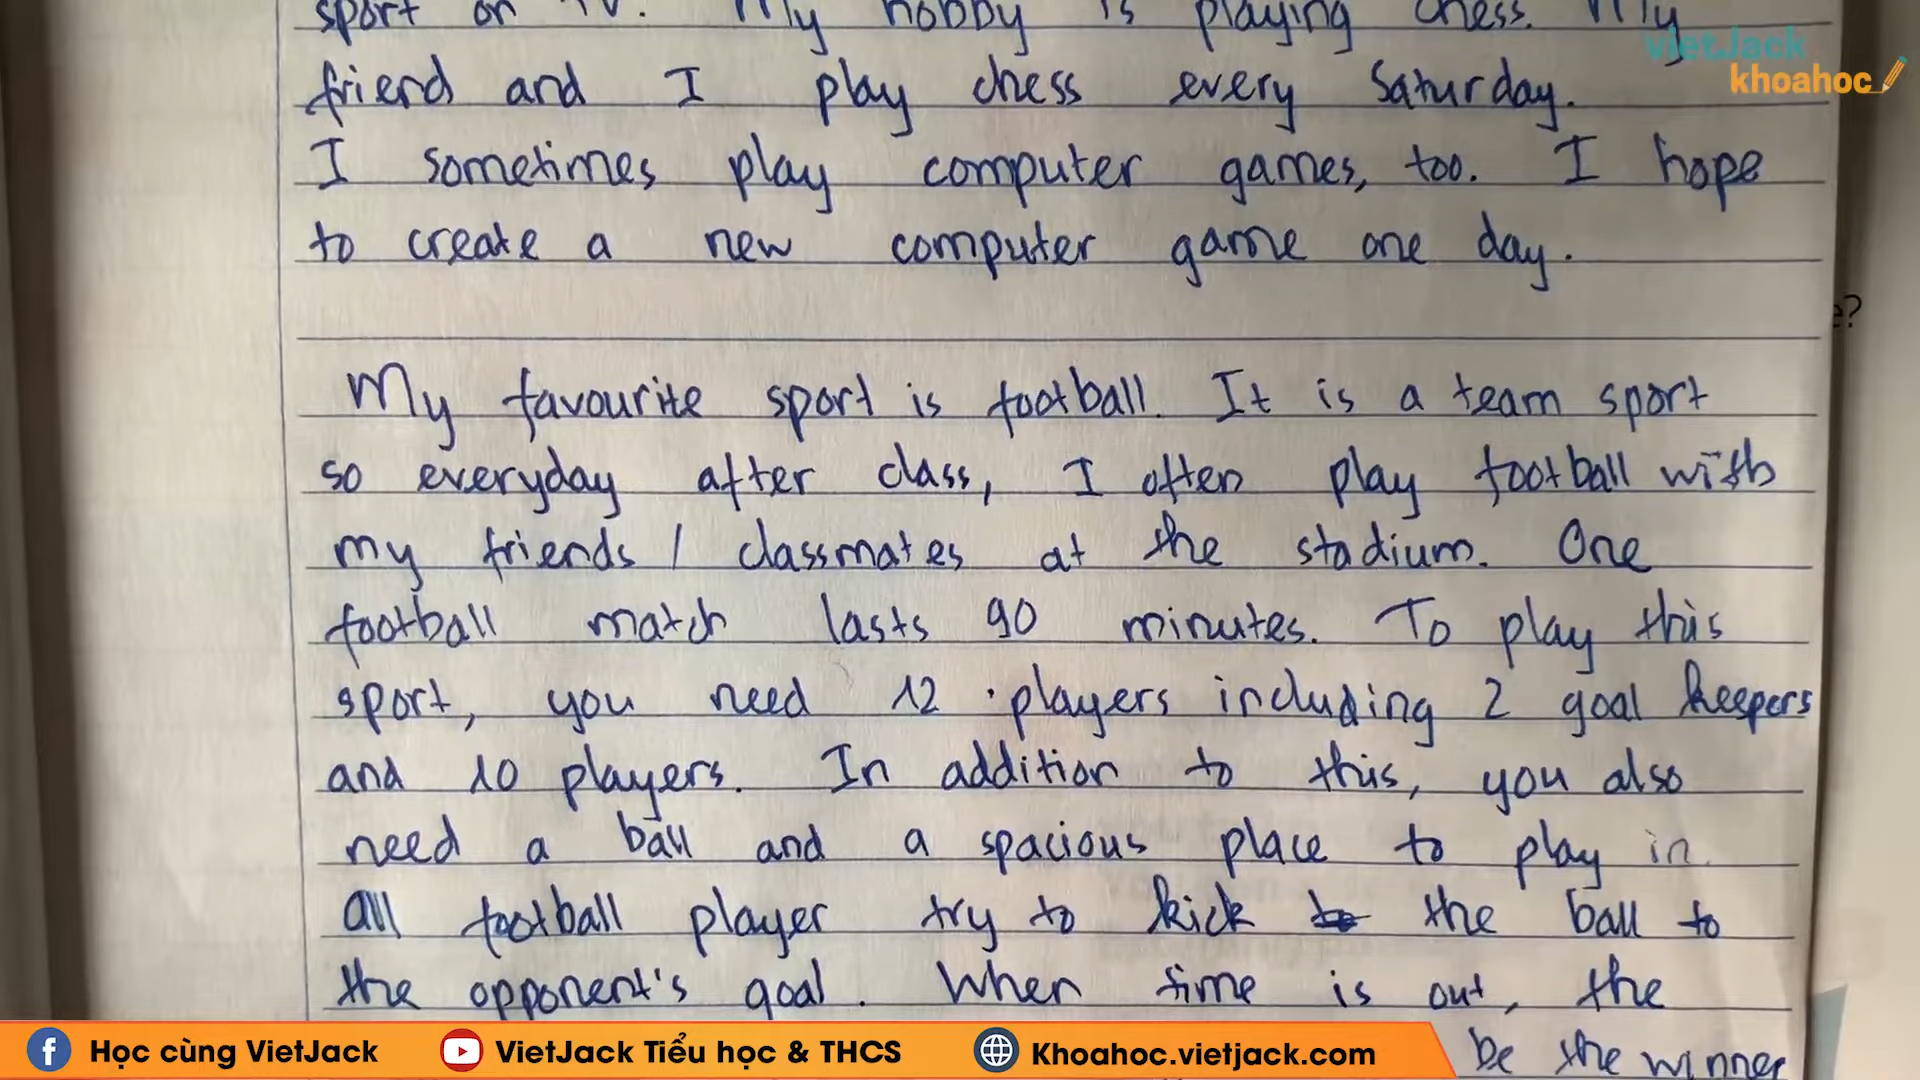 sport on TV. My hobby is playing chess. My
vietJack
khoahoc
friend and I play chess every Saturday.
I sometimes play computer games, too. I hope
to create a new computer game one day.
e?
My favourite sport is football. It is a team sport
so everyday after class, I often play football with
my friends / classmates at the stadium. One
football match lasts 90 minutes. To play this
sport, you need 12 players including 2 goal keepers
and 10 players. In addition to this, you also
need a ball and a spacious place to play in.
All football player try to kick the ball to
the opponent's goal. When time is out, the
be the winner
Học cùng VietJack
VietJack Tiểu học & THCS
Khoahoc.vietjack.com